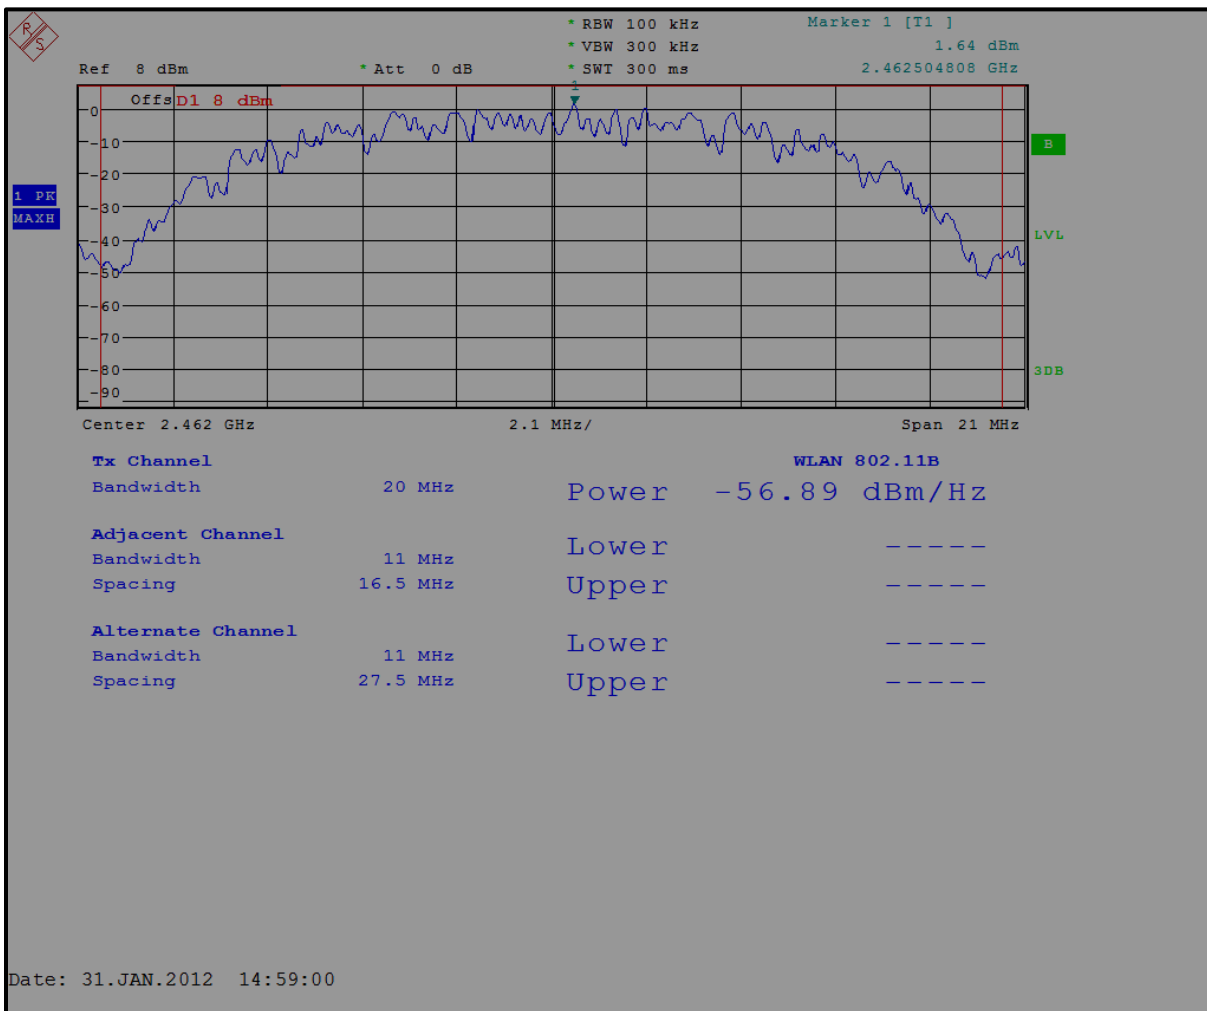 R S
* RBW 100 kHz
Marker 1 [T1 ]
* VBW 300 kHz
1.64 dBm
Ref 8 dBm
* Att 0 dB
* SWT 300 ms
2.462504808 GHz
1
Offs D1 8 dBm
0
-10
-20
-30
-40
-50
-60
-70
-80
-90
B
1 PK
MAXH
LVL
3DB
Center 2.462 GHz
2.1 MHz/
Span 21 MHz
Tx Channel
WLAN 802.11B
Bandwidth 20 MHz
Power -56.89 dBm/Hz
Adjacent Channel
Bandwidth 11 MHz
Lower -----
Spacing 16.5 MHz
Upper -----
Alternate Channel
Bandwidth 11 MHz
Lower -----
Spacing 27.5 MHz
Upper -----
Date: 31.JAN.2012 14:59:00